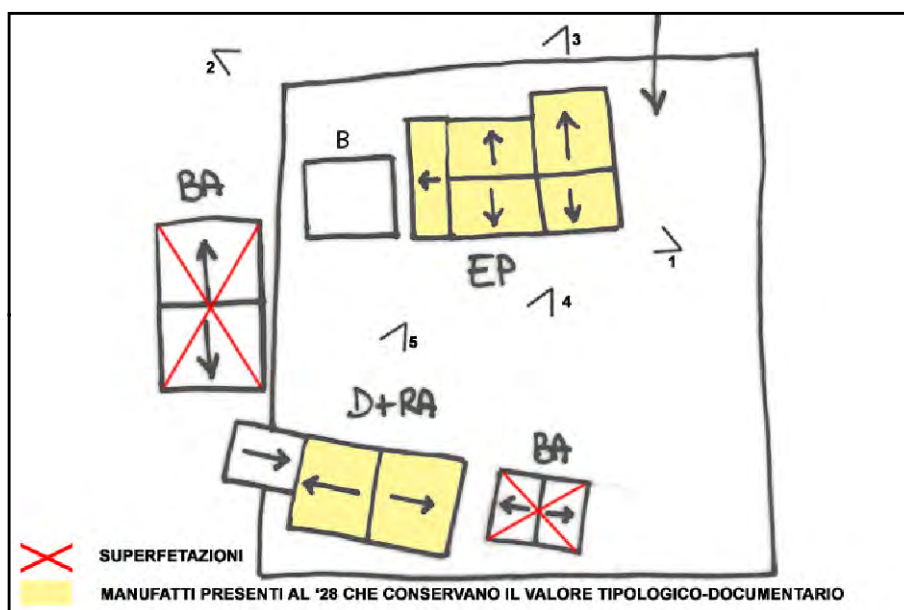 3
2
B
BA
1
EP
4
5
D+RA
BA
SUPERFETAZIONI
MANUFATTI PRESENTI AL '28 CHE CONSERVANO IL VALORE TIPOLOGICO-DOCUMENTARIO